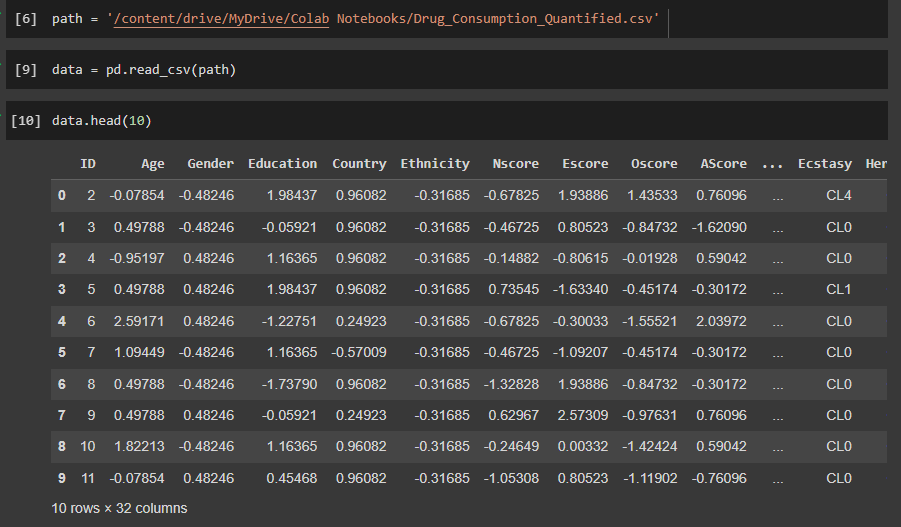 [6] path = '/content/drive/MyDrive/Colab Notebooks/Drug_Consumption_Quantified.csv'
[9] data = pd.read_csv(path)
[10] data.head(10)
ID Age Gender Education Country Ethnicity Nscore Escore Oscore AScore ... Ecstasy Her
0 2 -0.07854 -0.48246 1.98437 0.96082 -0.31685 -0.67825 1.93886 1.43533 0.76096 ... CL4
1 3 0.49788 -0.48246 -0.05921 0.96082 -0.31685 -0.46725 0.80523 -0.84732 -1.62090 ... CL0
2 4 -0.95197 0.48246 1.16365 0.96082 -0.31685 -0.14882 -0.80615 -0.01928 0.59042 ... CL0
3 5 0.49788 0.48246 1.98437 0.96082 -0.31685 0.73545 -1.63340 -0.45174 -0.30172 ... CL1
4 6 2.59171 0.48246 -1.22751 0.24923 -0.31685 -0.67825 -0.30033 -1.55521 2.03972 ... CL0
5 7 1.09449 -0.48246 1.16365 -0.57009 -0.31685 -0.46725 -1.09207 -0.45174 -0.30172 ... CL0
6 8 0.49788 -0.48246 -1.73790 0.96082 -0.31685 -1.32828 1.93886 -0.84732 -0.30172 ... CL0
7 9 0.49788 0.48246 -0.05921 0.24923 -0.31685 0.62967 2.57309 -0.97631 0.76096 ... CL0
8 10 1.82213 -0.48246 1.16365 0.96082 -0.31685 -0.24649 0.00332 -1.42424 0.59042 ... CL0
9 11 -0.07854 0.48246 0.45468 0.96082 -0.31685 -1.05308 0.80523 -1.11902 -0.76096 ... CL0
10 rows × 32 columns